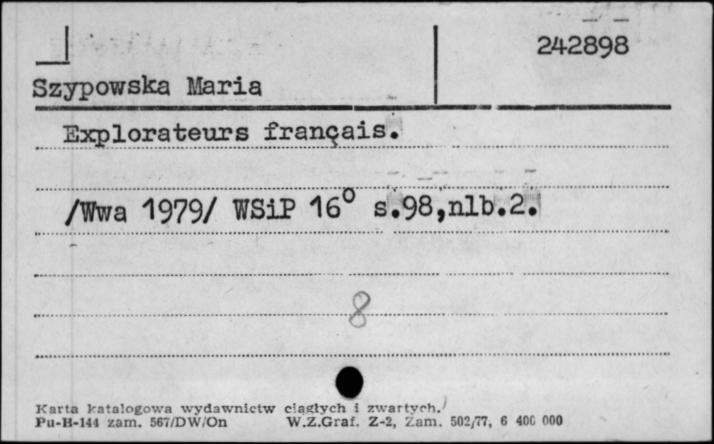 242898
Szypowska Maria
Explorateurs français.
/Wwa 1979/ WSiP 16° s.98,nlb.2.
8
Karta katalogowa wydawnictw ciągłych i zwartych.
Pu-B-144 zam. 567/DW/On W.Z.Graf. Z-2, Zam. 502/77, 6 400 000